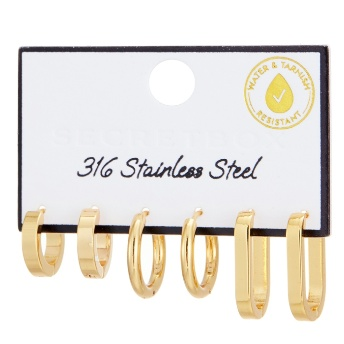 WATER & TARNISH
RESISTANT
316 Stainless Steel